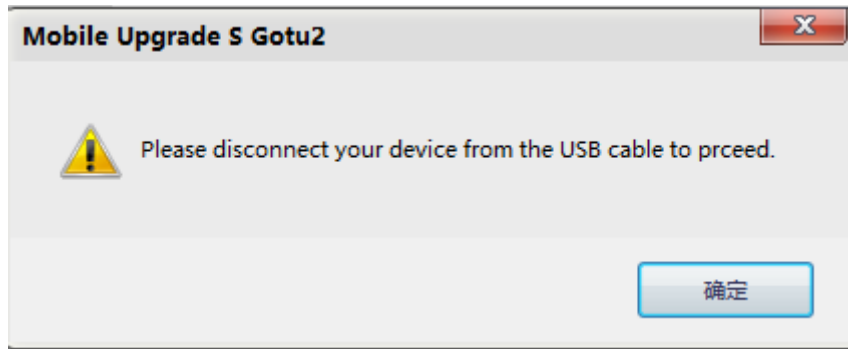 Mobile Upgrade S Gotu2
Please disconnect your device from the USB cable to prceed.
确定